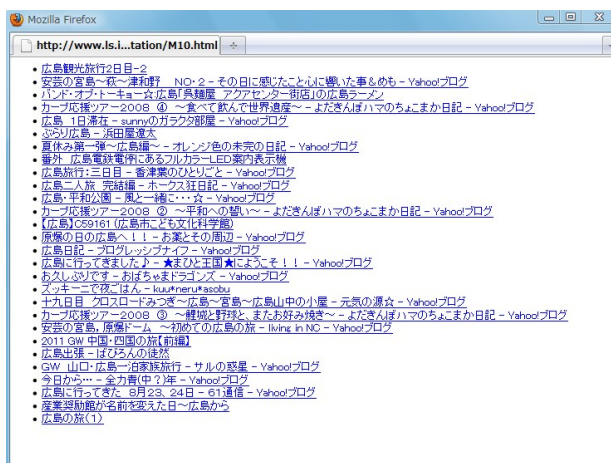 Mozilla Firefox
http://www.ls.i...tation/M10.html
広島観光旅行2日目-2
安芸の宮島～萩～津和野　NO・2 - その日に感じたこと心に響いた事＆めも - Yahoo!ブログ
バンド・オブ・トーキョー☆広島「呉麺屋 アクアセンター街店」の広島ラーメン
カープ応援ツアー2008 ④ ～食べて飲んで世界遺産～ - よだきんぼハマのちょこまか日記 - Yahoo!ブログ
広島 1日滞在 - sunnyのガラクタ部屋 - Yahoo!ブログ
ぶらり広島 - 浜田屋遼太
夏休み第一弾～広島編～ - オレンジ色の未完の日記 - Yahoo!ブログ
番外 広島電鉄電停にあるフルカラーLED案内表示機
広島旅行:三日目 - 香津葉のひとりごと - Yahoo!ブログ
広島二人旅 完結編 - ホークス狂日記 - Yahoo!ブログ
広島・平和公園 - 風と一緒に・・・☆ - Yahoo!ブログ
カープ応援ツアー2008 ② ～平和への誓い～ - よだきんぼハマのちょこまか日記 - Yahoo!ブログ
【広島】C59161 (広島市こども文化科学館)
原爆の日の広島へ！！ - お薬とその周辺 - Yahoo!ブログ
広島日記 - プログレッシブナイフ - Yahoo!ブログ
広島に行ってきました♪ - ★まひと王国★にようこそ！！ - Yahoo!ブログ
お久しぶりです - おばちゃまドラゴンズ - Yahoo!ブログ
ズッキーニで夜ごはん - kuu*neru*asobu
十九日目 クロスロードみつぎ～広島～宮島～広島山中の小屋 - 元気の源☆ - Yahoo!ブログ
カープ応援ツアー2008 ③ ～鯉城と野球と、またお好み焼き～ - よだきんぼハマのちょこまか日記 - Yahoo!ブログ
安芸の宮島, 原爆ドーム ～初めての広島の旅 - living in NC - Yahoo!ブログ
2011 GW 中国・四国の旅【前編】
広島出張 - ばびろんの徒然
GW 山口・広島一泊家族旅行 - サルの惑星 - Yahoo!ブログ
今日から… - 全力青(中？)年 - Yahoo!ブログ
広島に行ってきた 8月23、24日 - 61通信 - Yahoo!ブログ
産業奨励館が名前を変えた日～広島から
広島の旅(1)